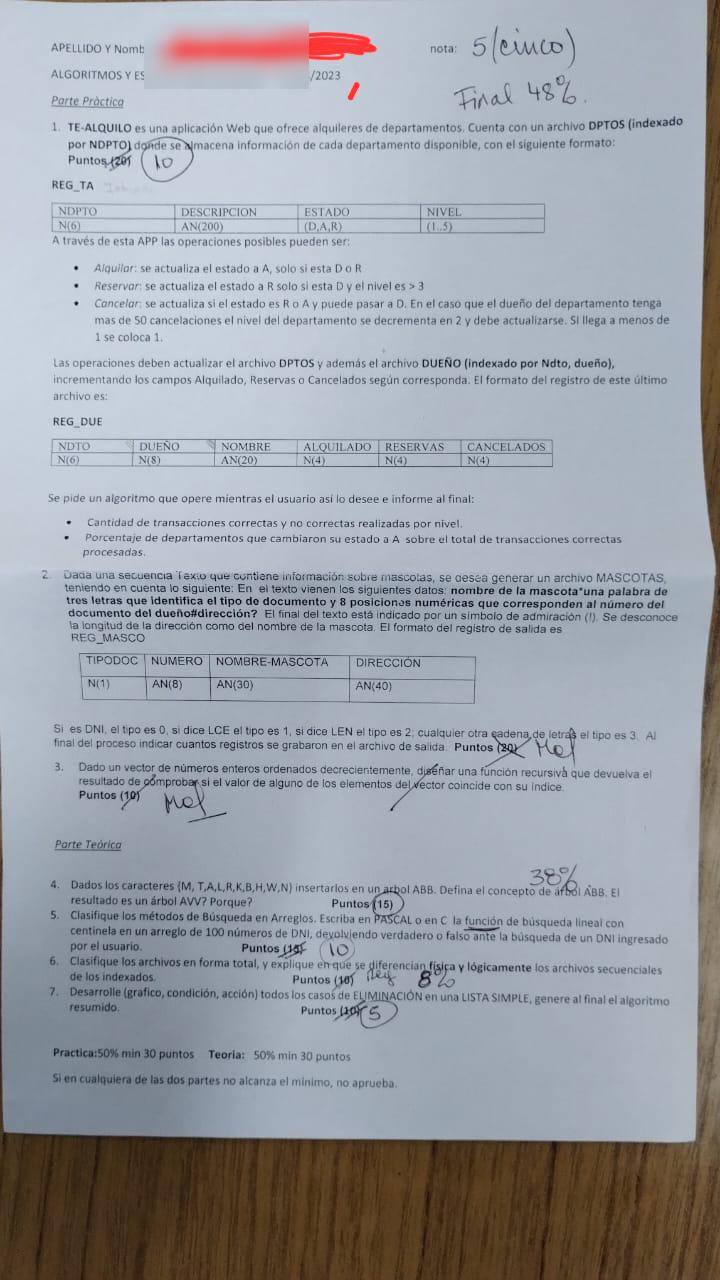 APELLIDO Y Nomb
nota: 5 (cinco)
ALGORITMOS Y ES /2023
Final 48%.
Parte Pràctica
1. TE-ALQUILO es una aplicación Web que ofrece alquileres de departamentos. Cuenta con un archivo DPTOS (indexado
por NDPTO) donde se almacena información de cada departamento disponible, con el siguiente formato:
Puntos (20) 10
REG_TA
NDPTO DESCRIPCION ESTADO NIVEL
N(6) AN(200) (D,A,R) (1..5)
A través de esta APP las operaciones posibles pueden ser:
• Alquilar: se actualiza el estado a A, solo si esta D o R
• Reservar: se actualiza el estado a R solo si esta D y el nivel es > 3
• Cancelar: se actualiza si el estado es R o A y puede pasar a D. En el caso que el dueño del departamento tenga
mas de 50 cancelaciones el nivel del departamento se decrementa en 2 y debe actualizarse. SI llega a menos de
1 se coloca 1.
Las operaciones deben actualizar el archivo DPTOS y además el archivo DUEÑO (indexado por Ndto, dueño),
incrementando los campos Alquilado, Reservas o Cancelados según corresponda. El formato del registro de este último
archivo es:
REG_DUE
NDTO DUEÑO NOMBRE ALQUILADO RESERVAS CANCELADOS
N(6) N(8) AN(20) N(4) N(4) N(4)
Se pide un algoritmo que opere mientras el usuario así lo desee e informe al final:
• Cantidad de transacciones correctas y no correctas realizadas por nivel.
• Porcentaje de departamentos que cambiaron su estado a A sobre el total de transacciones correctas
procesadas.
2. Dada una secuencia Texto que contiene información sobre mascotas, se desea generar un archivo MASCOTAS,
teniendo en cuenta lo siguiente: En el texto vienen los siguientes datos: nombre de la mascota*una palabra de
tres letras que identifica el tipo de documento y 8 posiciones numéricas que corresponden al número del
documento del dueño#dirección? El final del texto está indicado por un símbolo de admiración (!). Se desconoce
la longitud de la dirección como del nombre de la mascota. El formato del registro de salida es
REG_MASCO
TIPODOC NUMERO NOMBRE-MASCOTA DIRECCIÓN
N(1) AN(8) AN(30) AN(40)
Si es DNI, el tipo es 0, si dice LCE el tipo es 1, si dice LEN el tipo es 2; cualquier otra cadena de letras el tipo es 3. Al
final del proceso indicar cuantos registros se grabaron en el archivo de salida. Puntos (20) Mal
3. Dado un vector de números enteros ordenados decrecientemente, diseñar una función recursiva que devuelva el
resultado de comprobar si el valor de alguno de los elementos del vector coincide con su índice.
Puntos (10) Mal
Parte Teórica
38%
4. Dados los caracteres {M, T,A,L,R,K,B,H,W,N} insertarlos en un arbol ABB. Defina el concepto de árbol ABB. El
resultado es un árbol AVV? Porque? Puntos (15)
5. Clasifique los métodos de Búsqueda en Arreglos. Escriba en PASCAL o en C la función de búsqueda lineal con
centinela en un arreglo de 100 números de DNI, devolviendo verdadero o falso ante la búsqueda de un DNI ingresado
por el usuario. Puntos (15) 10
6. Clasifique los archivos en forma total, y explique en que se diferencian física y lógicamente los archivos secuenciales
de los indexados. Puntos (10) Reg 8%
7. Desarrolle (grafico, condición, acción) todos los casos de ELIMINACIÓN en una LISTA SIMPLE, genere al final el algoritmo
resumido. Puntos (10) 5
Practica:50% min 30 puntos Teoria: 50% min 30 puntos
Si en cualquiera de las dos partes no alcanza el mínimo, no aprueba.